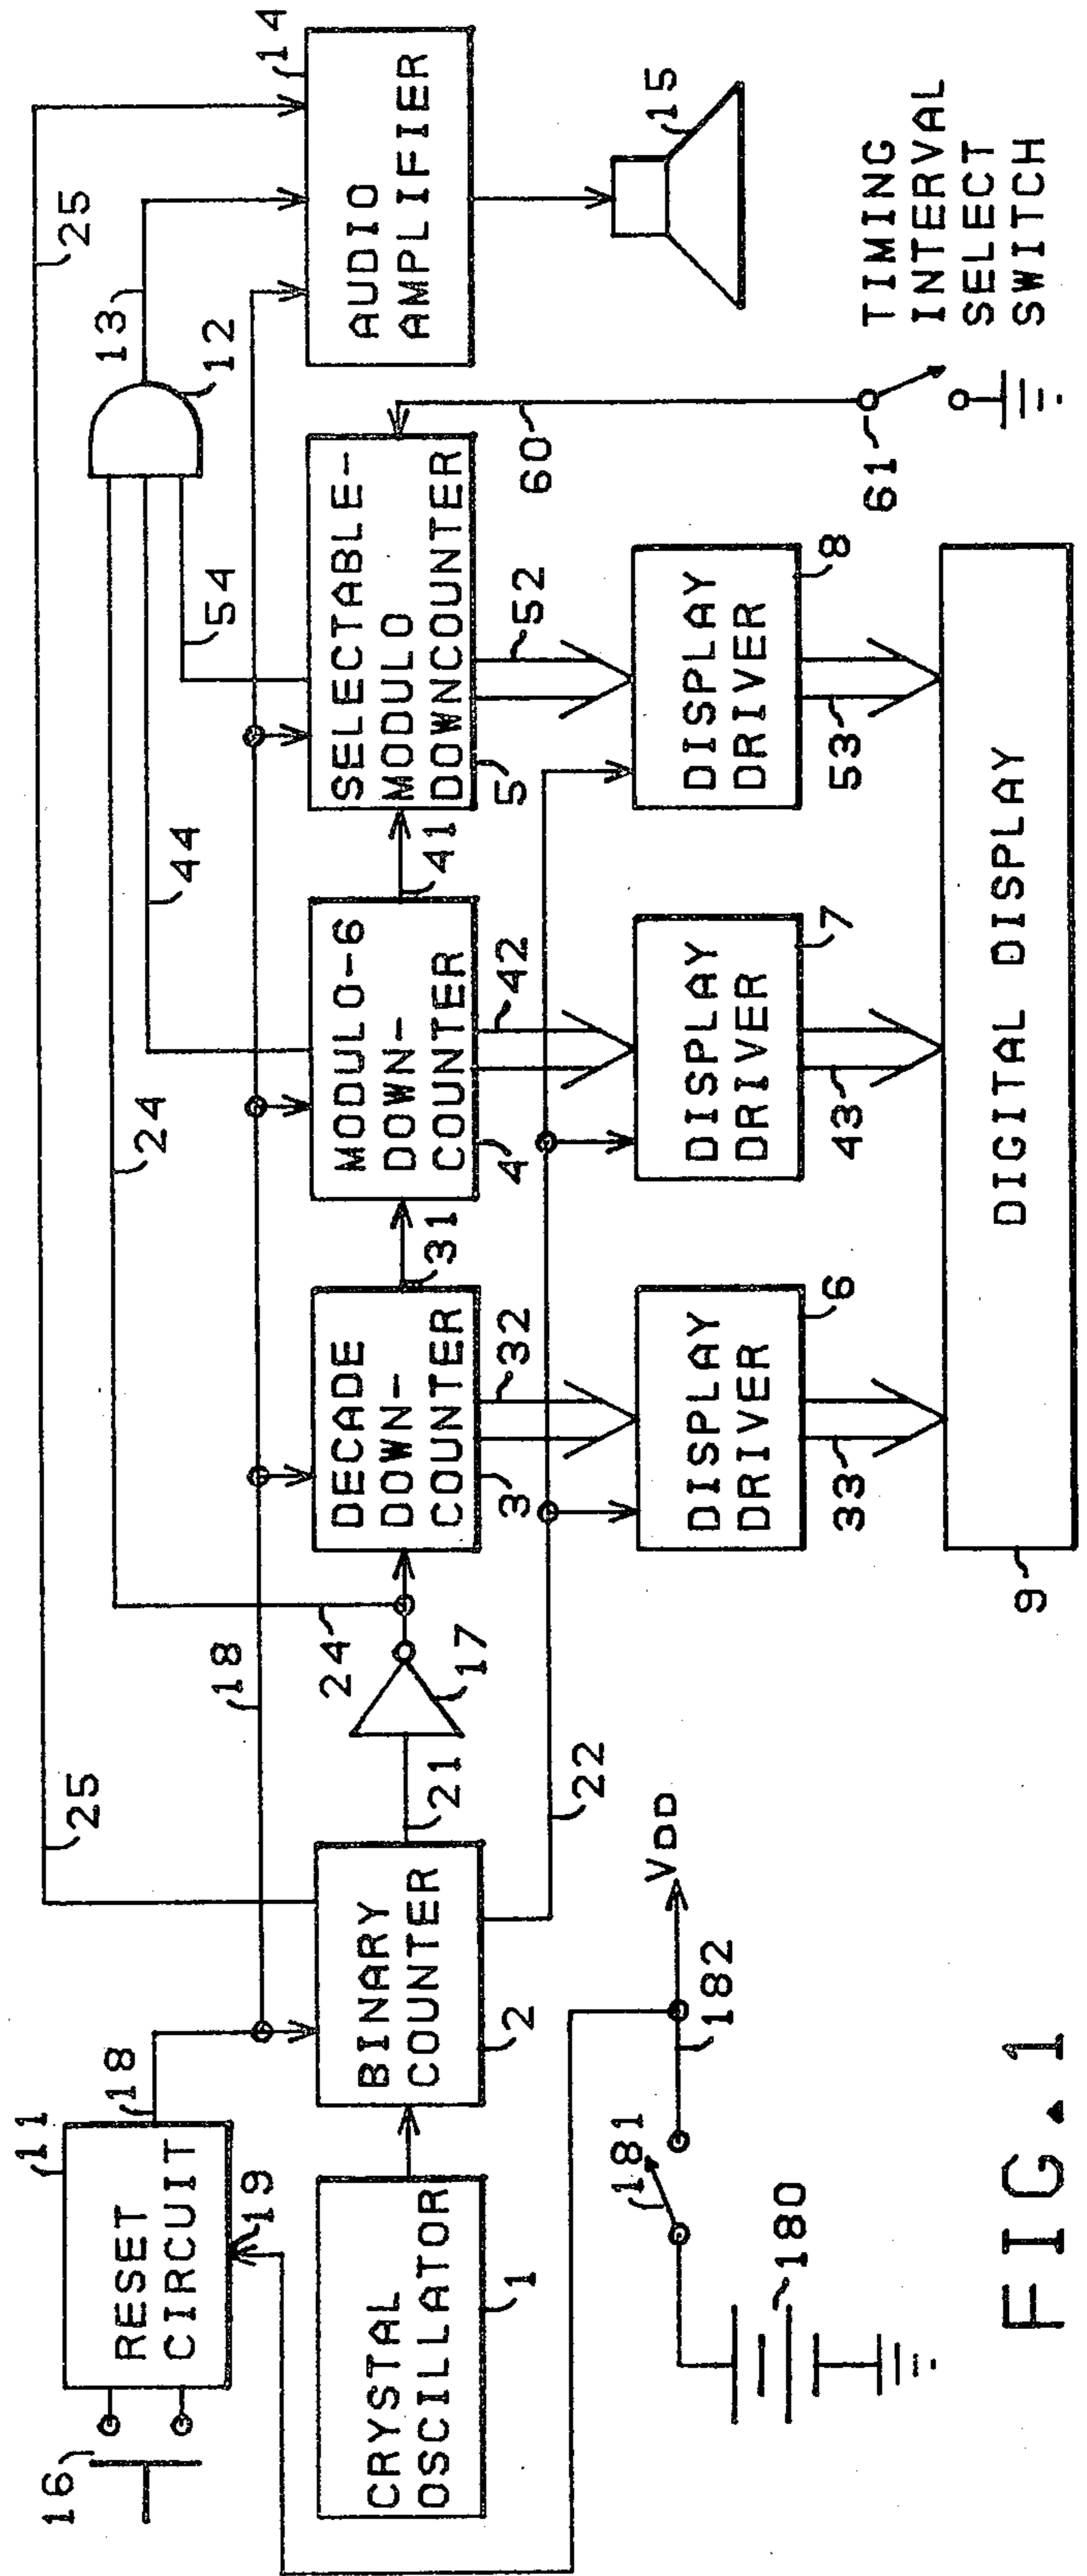 16
11
RESET
CIRCUIT
19
18
18
25
25
24
24
44
54
13
12
14
CRYSTAL
OSCILLATOR
1
BINARY
COUNTER
2
21
17
DECADE
DOWN-
COUNTER
3
31
32
MODULO-6
DOWN-
COUNTER
4
41
42
SELECTABLE-
MODULO
DOWNCOUNTER
5
52
AUDIO
AMPLIFIER
15
60
61
TIMING
INTERVAL
SELECT
SWITCH
22
DISPLAY
DRIVER
6
DISPLAY
DRIVER
7
DISPLAY
DRIVER
8
33
43
53
DIGITAL DISPLAY
9
180
181
182
VDD
FIG. 1